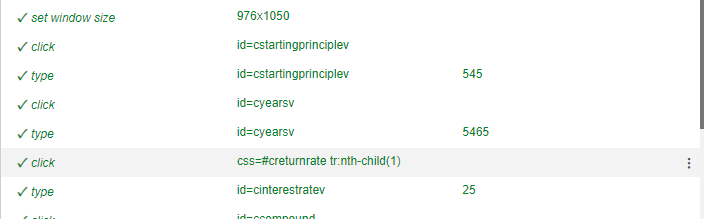 ✓ set window size 976x1050
✓ click id=cstartingprinciplev
✓ type id=cstartingprinciplev 545
✓ click id=cyearsv
✓ type id=cyearsv 5465
✓ click css=#creturnrate tr:nth-child(1)
✓ type id=cinterestratev 25
✓ click id=ccompound